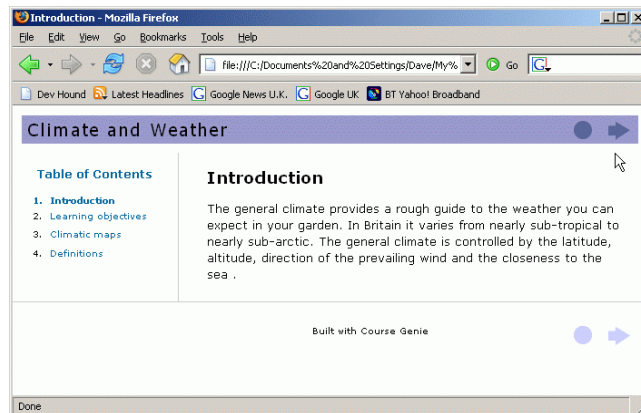 Introduction - Mozilla Firefox
File Edit View Go Bookmarks Tools Help
file:///C:/Documents%20and%20Settings/Dave/My% Go G
Dev Hound Latest Headlines G Google News U.K. G Google UK BT Yahoo! Broadband
Climate and Weather
Table of Contents
1. Introduction
2. Learning objectives
3. Climatic maps
4. Definitions
Introduction
The general climate provides a rough guide to the weather you can
expect in your garden. In Britain it varies from nearly sub-tropical to
nearly sub-arctic. The general climate is controlled by the latitude,
altitude, direction of the prevailing wind and the closeness to the
sea .
Built with Course Genie
Done